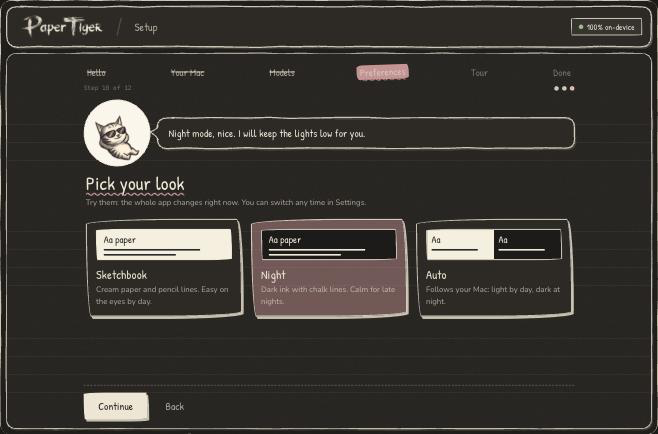 Paper Tiger / Setup
100% on-device
Hello Your Mac Models Preferences Tour Done
Step 10 of 12
Night mode, nice. I will keep the lights low for you.
Pick your look
Try them: the whole app changes right now. You can switch any time in Settings.
Aa paper
Sketchbook
Cream paper and pencil lines. Easy on
the eyes by day.
Aa paper
Night
Dark ink with chalk lines. Calm for late
nights.
Aa Aa
Auto
Follows your Mac: light by day, dark at
night.
Continue Back